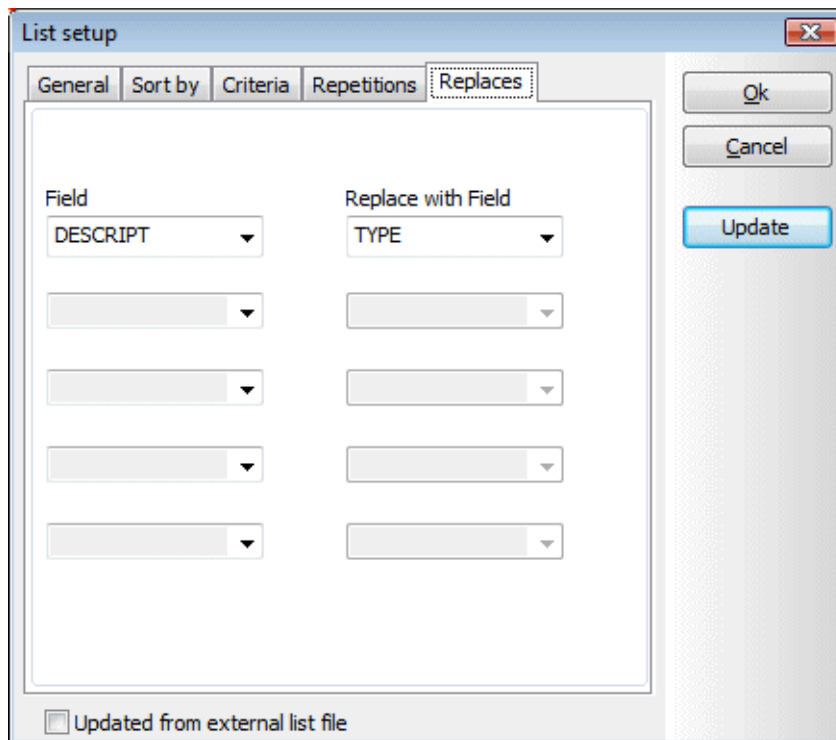 List setup
General Sort by Criteria Repetitions Replaces
Ok
Cancel
Field Replace with Field
DESCRIPT TYPE
Update
Updated from external list file